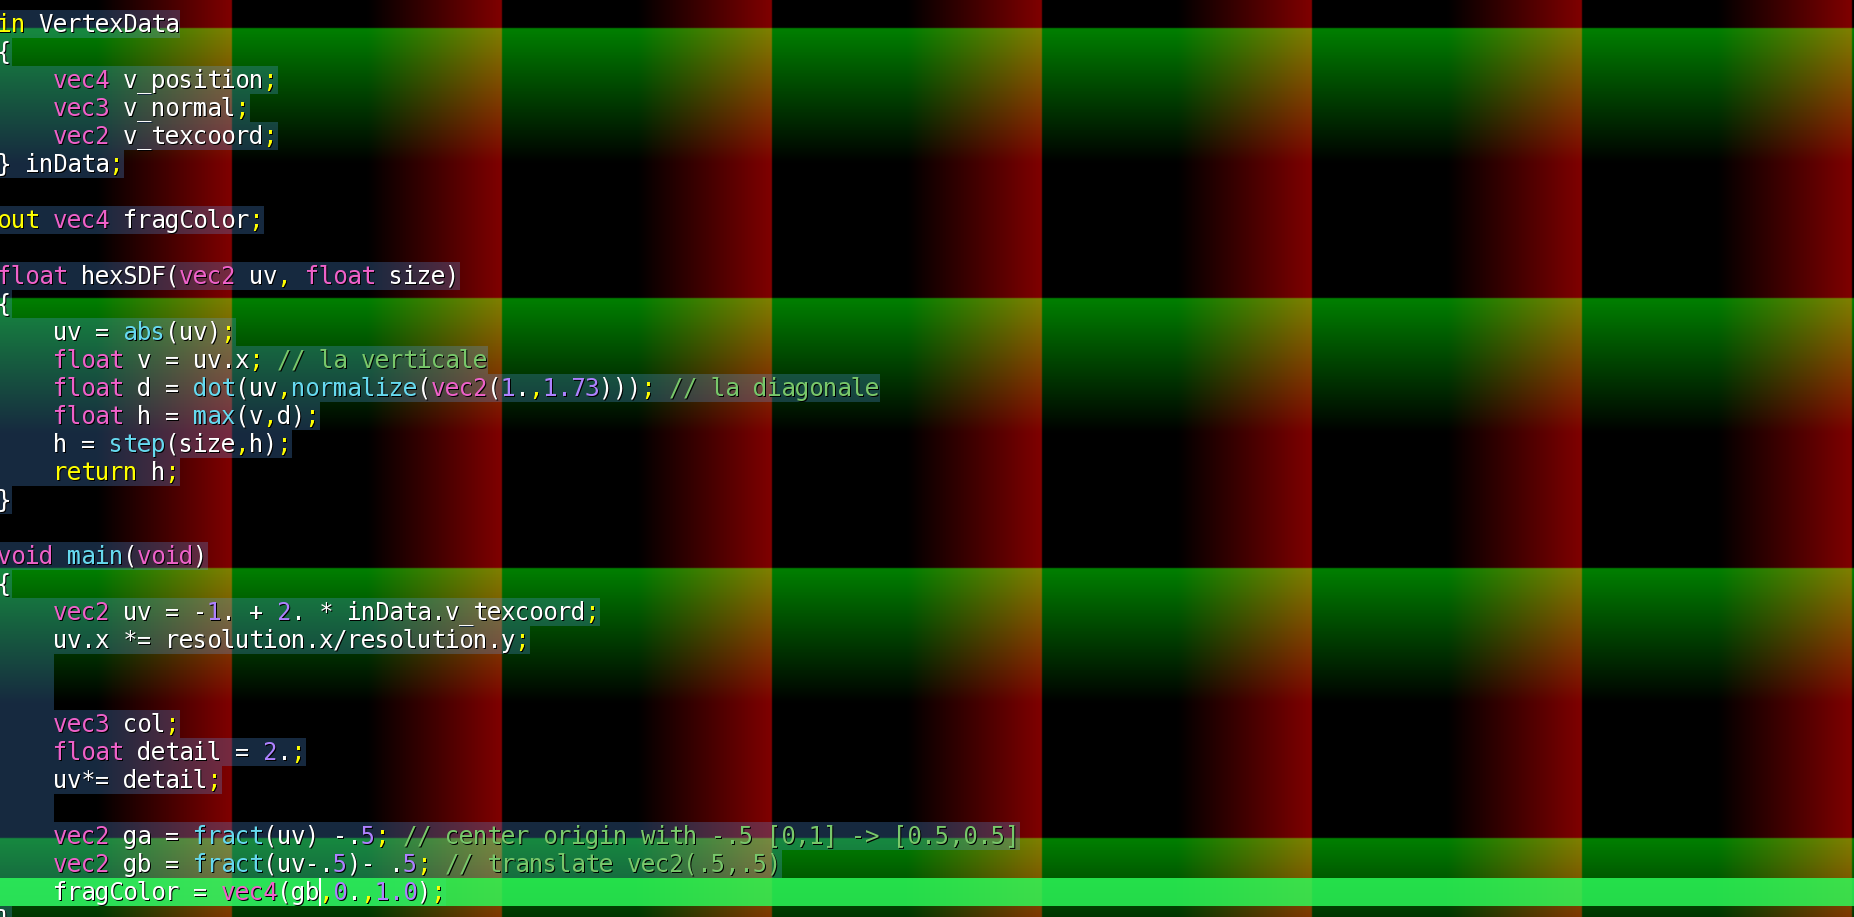 in VertexData
{
    vec4 v_position;
    vec3 v_normal;
    vec2 v_texcoord;
} inData;

out vec4 fragColor;

float hexSDF(vec2 uv, float size)
{
    uv = abs(uv);
    float v = uv.x; // la verticale
    float d = dot(uv,normalize(vec2(1.,1.73))); // la diagonale
    float h = max(v,d);
    h = step(size,h);
    return h;
}

void main(void)
{
    vec2 uv = -1. + 2. * inData.v_texcoord;
    uv.x *= resolution.x/resolution.y;


    vec3 col;
    float detail = 2.;
    uv*= detail;

    vec2 ga = fract(uv) -.5; // center origin with -.5 [0,1] -> [0.5,0.5]
    vec2 gb = fract(uv-.5)- .5; // translate vec2(.5,.5)
    fragColor = vec4(gb,0.,1.0);
}